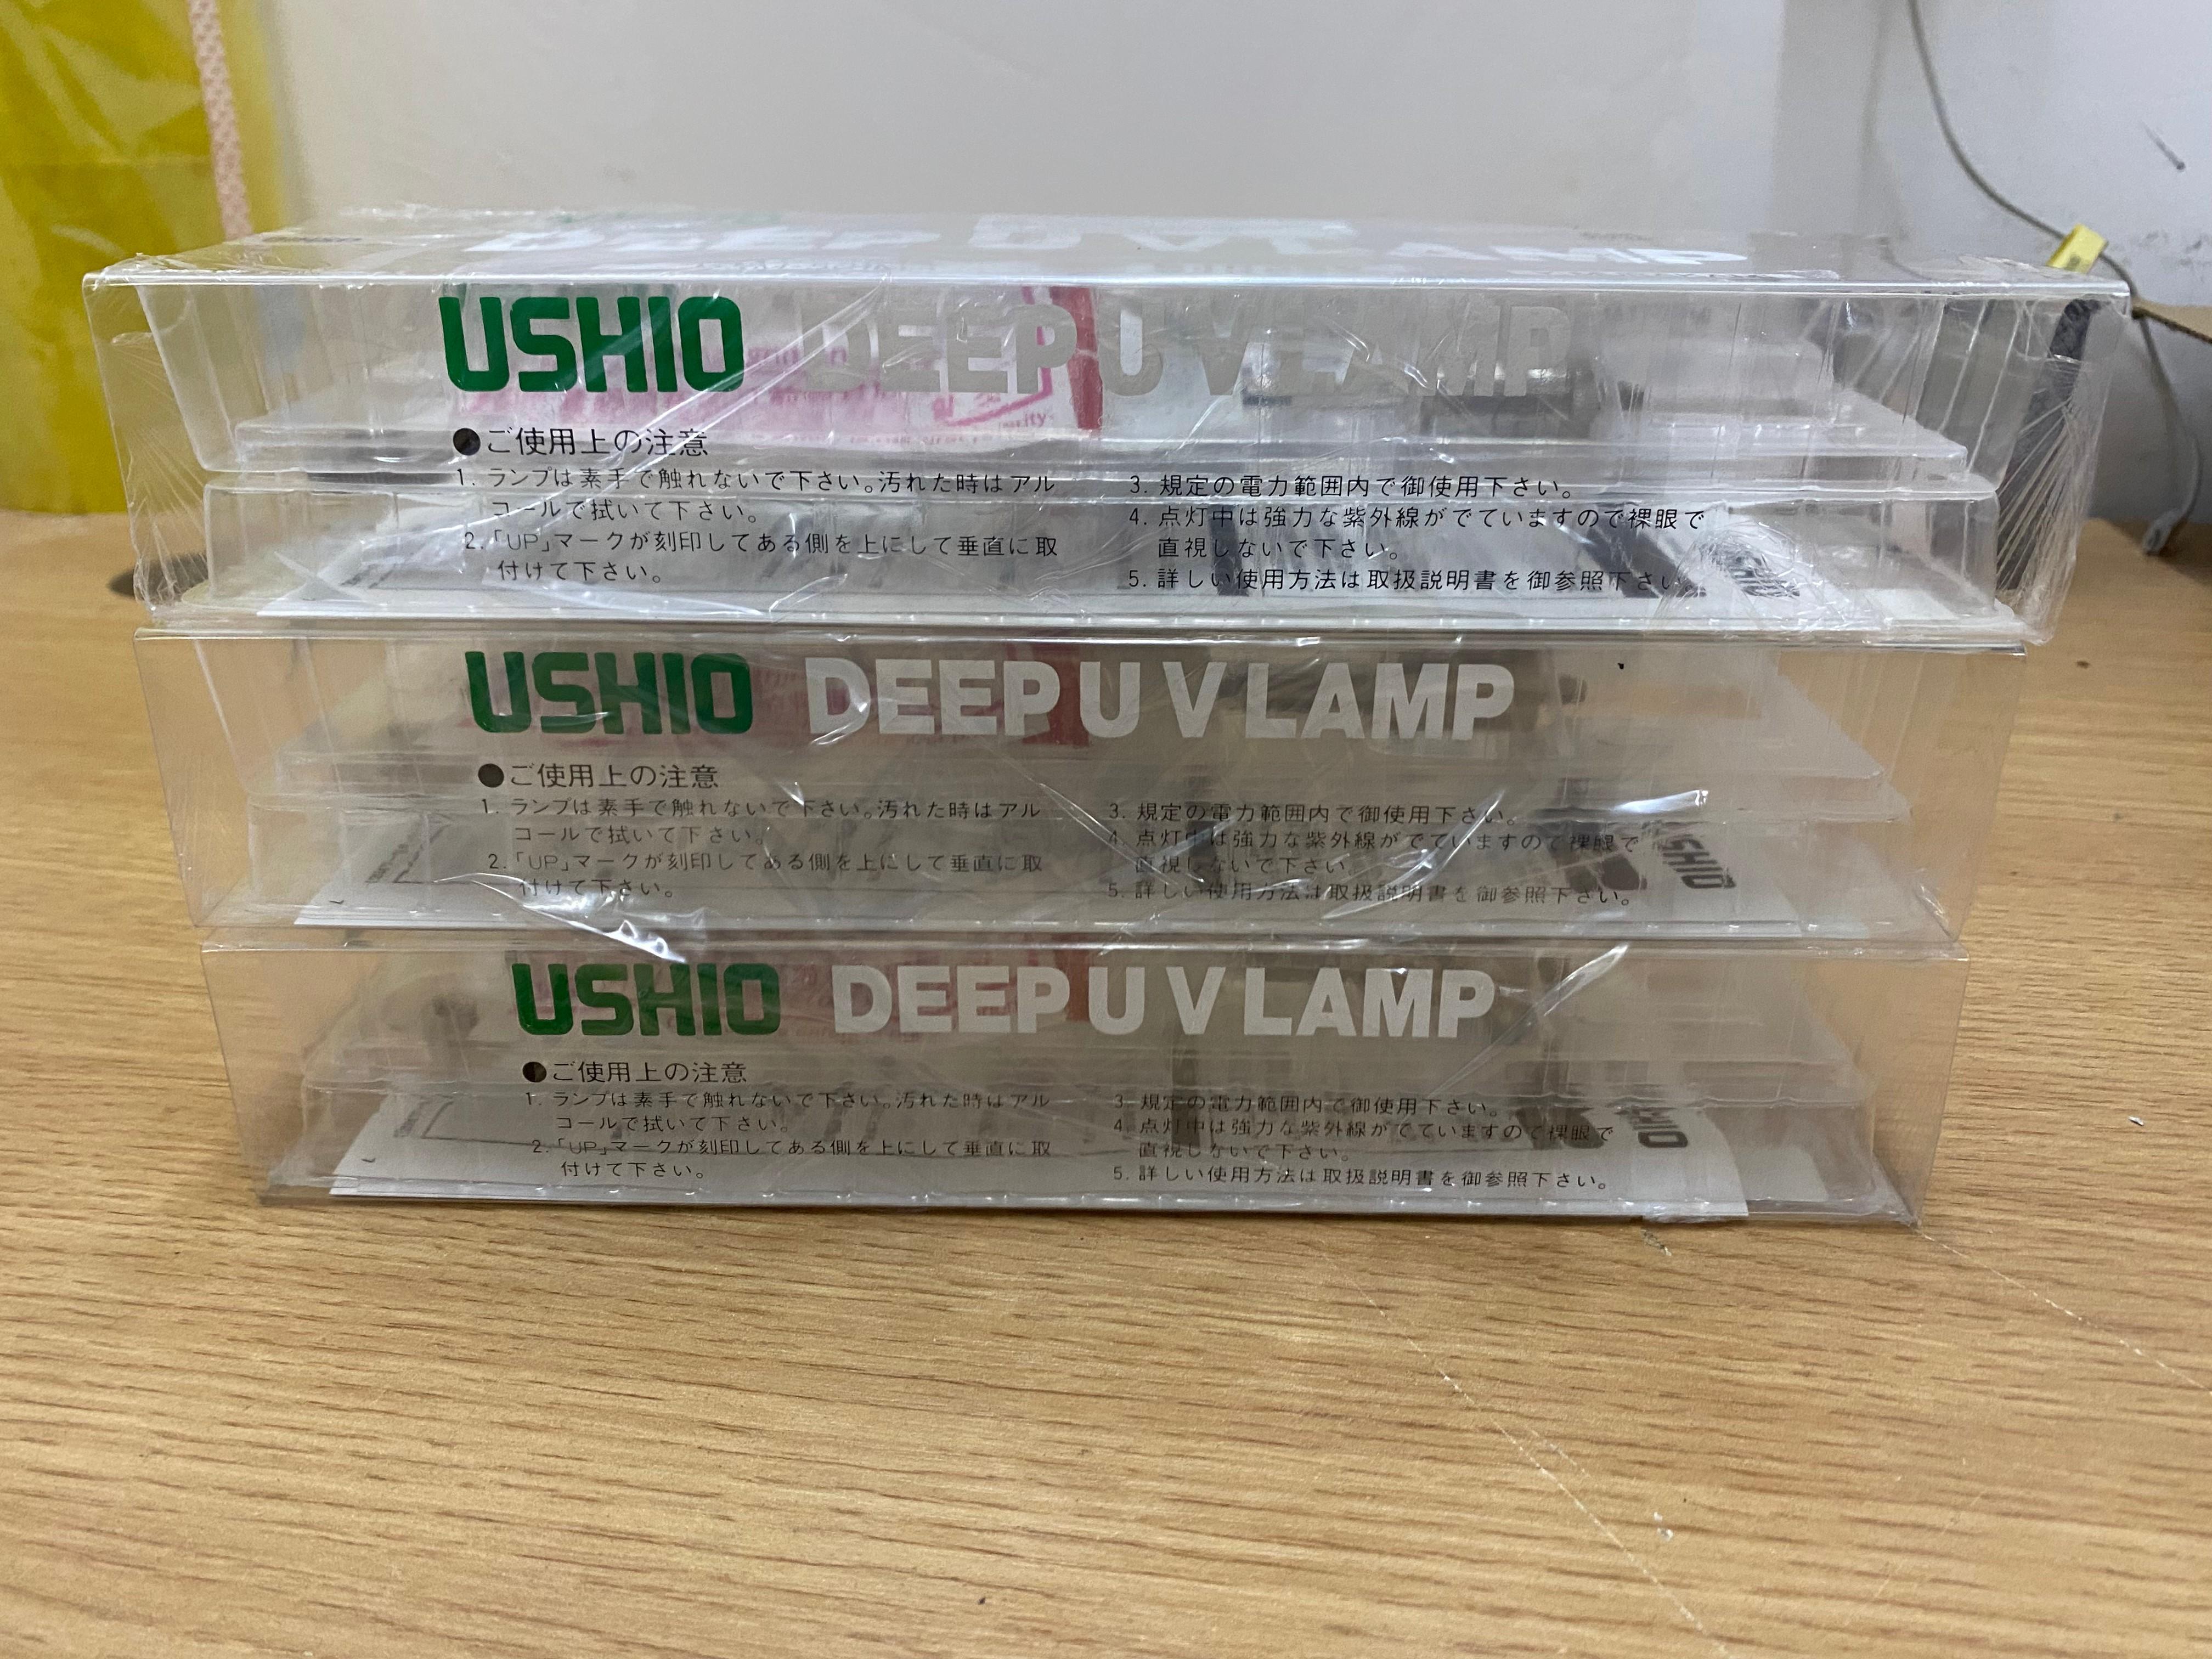 DEEP UV LAMP
USHIO DEEP UV LAMP
●ご使用上の注意
1. ランプは素手で触れないで下さい。汚れた時はアル
コールで拭いて下さい。
2.「UP」マークが刻印してある側を上にして垂直に取
付けて下さい。
3. 規定の電力範囲内で御使用下さい。
4. 点灯中は強力な紫外線がでていますので裸眼で
直視しないで下さい。
5. 詳しい使用方法は取扱説明書を御参照下さい
USHIO DEEP UV LAMP
●ご使用上の注意
1. ランプは素手で触れないで下さい。汚れた時はアル
コールで拭いて下さい。
2.「UP」マークが刻印してある側を上にして垂直に取
付けて下さい。
3. 規定の電力範囲内で御使用下さい。
4. 点灯中は強力な紫外線がでていますので裸眼で
直視しないで下さい
5. 詳しい使用方法は取扱説明書を御参照下さい。
USHIO
USHIO DEEP UV LAMP
●ご使用上の注意
1. ランプは素手で触れないで下さい。汚れた時はアル
コールで拭いて下さい。
2.「UP」マークが刻印してある側を上にして垂直に取
付けて下さい。
3. 規定の電力範囲内で御使用下さい。
4. 点灯中は強力な紫外線がでていますので裸眼で
直視しないで下さい。
5. 詳しい使用方法は取扱説明書を御参照下さい。